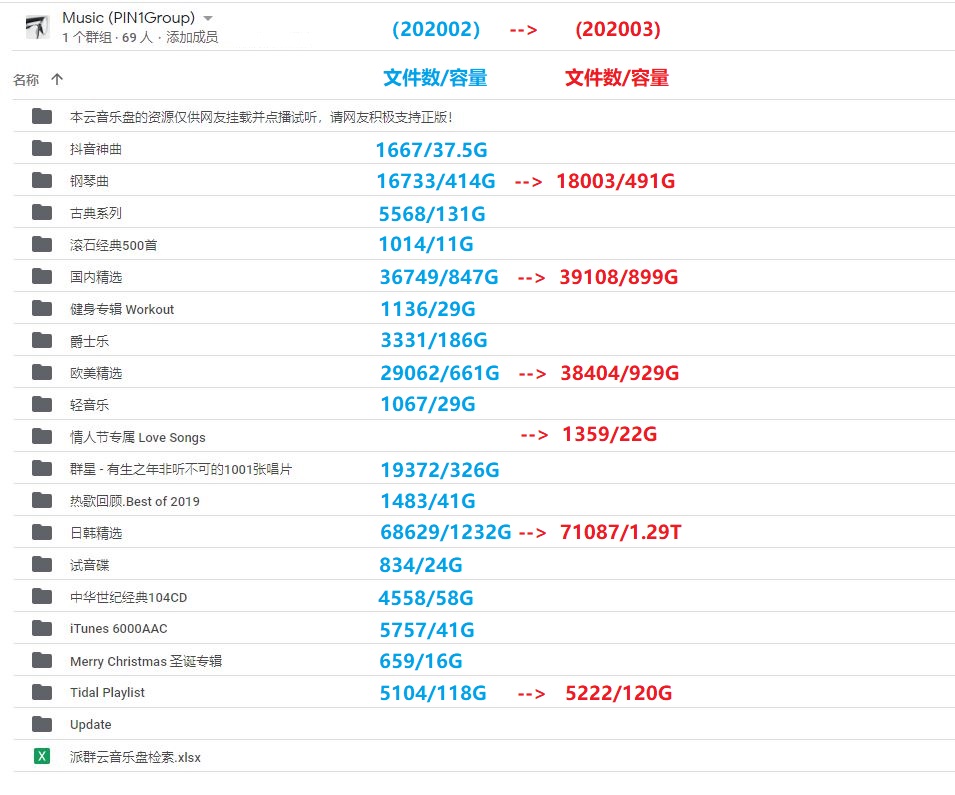 Music (PIN1Group)
1 个群组 · 69 人 · 添加成员
(202002) --> (202003)
名称 文件数/容量 文件数/容量
本云音乐盘的资源仅供网友挂载并点播试听，请网友积极支持正版!
抖音神曲 1667/37.5G
钢琴曲 16733/414G --> 18003/491G
古典系列 5568/131G
滚石经典500首 1014/11G
国内精选 36749/847G --> 39108/899G
健身专辑 Workout 1136/29G
爵士乐 3331/186G
欧美精选 29062/661G --> 38404/929G
轻音乐 1067/29G
情人节专属 Love Songs --> 1359/22G
群星 - 有生之年非听不可的1001张唱片 19372/326G
热歌回顾.Best of 2019 1483/41G
日韩精选 68629/1232G --> 71087/1.29T
试音碟 834/24G
中华世纪经典104CD 4558/58G
iTunes 6000AAC 5757/41G
Merry Christmas 圣诞专辑 659/16G
Tidal Playlist 5104/118G --> 5222/120G
Update
派群云音乐盘检索.xlsx